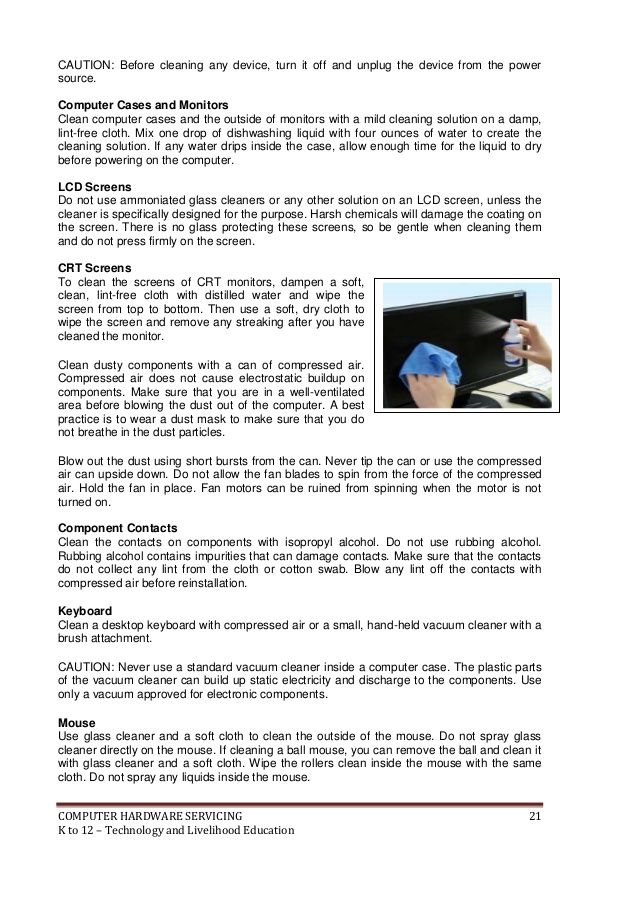 CAUTION: Before cleaning any device, turn it off and unplug the device from the power
source.
Computer Cases and Monitors
Clean computer cases and the outside of monitors with a mild cleaning solution on a damp,
lint-free cloth. Mix one drop of dishwashing liquid with four ounces of water to create the
cleaning solution. If any water drips inside the case, allow enough time for the liquid to dry
before powering on the computer.
LCD Screens
Do not use ammoniated glass cleaners or any other solution on an LCD screen, unless the
cleaner is specifically designed for the purpose. Harsh chemicals will damage the coating on
the screen. There is no glass protecting these screens, so be gentle when cleaning them
and do not press firmly on the screen.
CRT Screens
To clean the screens of CRT monitors, dampen a soft,
clean, lint-free cloth with distilled water and wipe the
screen from top to bottom. Then use a soft, dry cloth to
wipe the screen and remove any streaking after you have
cleaned the monitor.
Clean dusty components with a can of compressed air.
Compressed air does not cause electrostatic buildup on
components. Make sure that you are in a well-ventilated
area before blowing the dust out of the computer. A best
practice is to wear a dust mask to make sure that you do
not breathe in the dust particles.
Blow out the dust using short bursts from the can. Never tip the can or use the compressed
air can upside down. Do not allow the fan blades to spin from the force of the compressed
air. Hold the fan in place. Fan motors can be ruined from spinning when the motor is not
turned on.
Component Contacts
Clean the contacts on components with isopropyl alcohol. Do not use rubbing alcohol.
Rubbing alcohol contains impurities that can damage contacts. Make sure that the contacts
do not collect any lint from the cloth or cotton swab. Blow any lint off the contacts with
compressed air before reinstallation.
Keyboard
Clean a desktop keyboard with compressed air or a small, hand-held vacuum cleaner with a
brush attachment.
CAUTION: Never use a standard vacuum cleaner inside a computer case. The plastic parts
of the vacuum cleaner can build up static electricity and discharge to the components. Use
only a vacuum approved for electronic components.
Mouse
Use glass cleaner and a soft cloth to clean the outside of the mouse. Do not spray glass
cleaner directly on the mouse. If cleaning a ball mouse, you can remove the ball and clean it
with glass cleaner and a soft cloth. Wipe the rollers clean inside the mouse with the same
cloth. Do not spray any liquids inside the mouse.
COMPUTER HARDWARE SERVICING 21
K to 12 – Technology and Livelihood Education